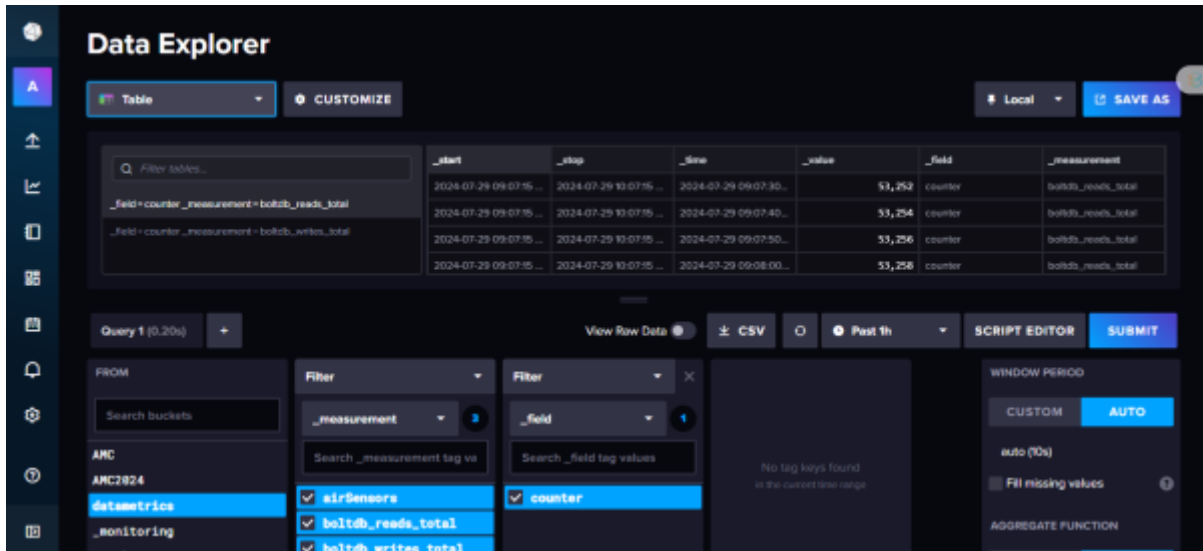 Data Explorer
A
Table
CUSTOMIZE
Local
SAVE AS
Filter tables...
_field=counter _measurement=boltdb_reads_total
_field=counter _measurement=boltdb_writes_total
_start _stop _time _value _field _measurement
2024-07-29 09:07:15 ... 2024-07-29 10:07:15 ... 2024-07-29 09:07:30... 53,252 counter boltdb_reads_total
2024-07-29 09:07:15 ... 2024-07-29 10:07:15 ... 2024-07-29 09:07:40... 53,254 counter boltdb_reads_total
2024-07-29 09:07:15 ... 2024-07-29 10:07:15 ... 2024-07-29 09:07:50... 53,256 counter boltdb_reads_total
2024-07-29 09:07:15 ... 2024-07-29 10:07:15 ... 2024-07-29 09:08:00... 53,258 counter boltdb_reads_total
Query 1 (0.20s) +
View Raw Data
CSV
Past 1h
SCRIPT EDITOR
SUBMIT
FROM
Search buckets
AMC
AMC2024
datametrics
_monitoring
Filter
_measurement 3
Search _measurement tag va
airSensors
boltdb_reads_total
boltdb_writes_total
Filter
_field 1
Search _field tag values
counter
No tag keys found
in the current time range
WINDOW PERIOD
CUSTOM AUTO
auto (10s)
Fill missing values
AGGREGATE FUNCTION